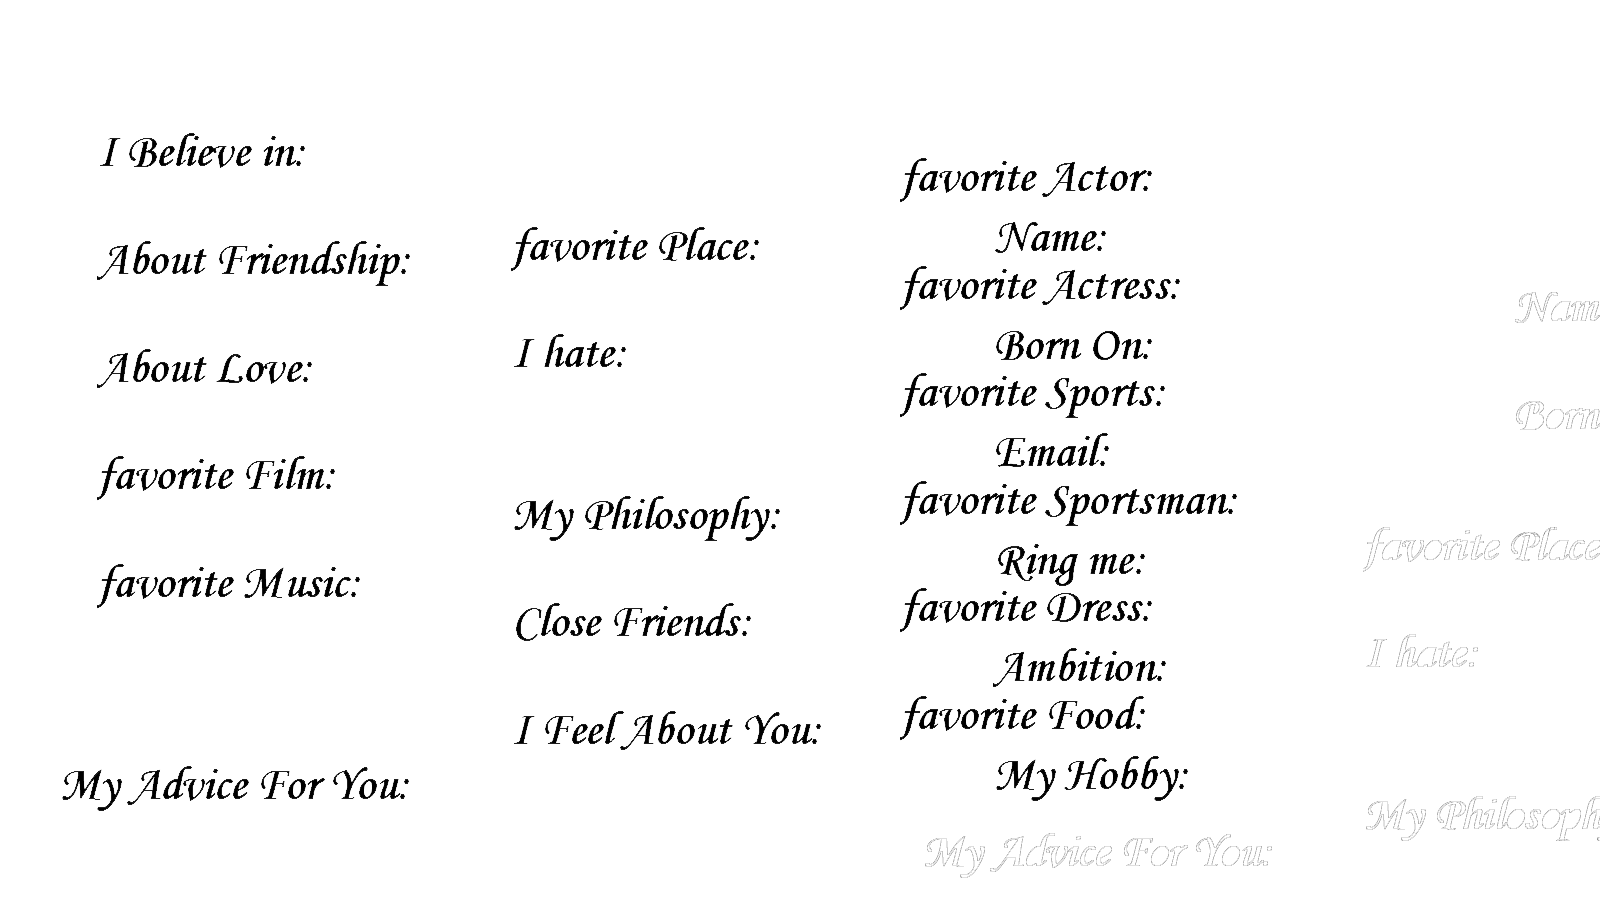 I Believe in:
About Friendship:
About Love:
favorite Film:
favorite Music:
My Advice For You:
favorite Place:
I hate:
My Philosophy:
Close Friends:
I Feel About You:
favorite Actor:
Name:
favorite Actress:
Born On:
favorite Sports:
Email:
favorite Sportsman:
Ring me:
favorite Dress:
Ambition:
favorite Food:
My Hobby:
My Advice For You:
Nam
Born
favorite Place
I hate:
My Philosoph